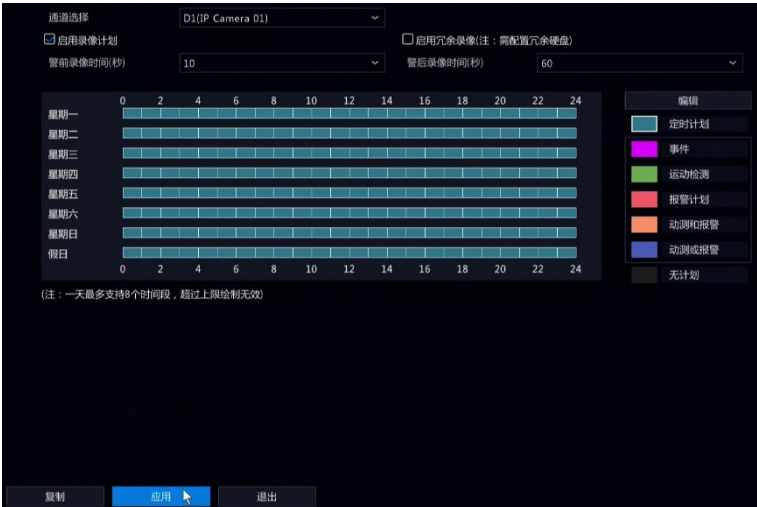 通道选择 D1(IP Camera 01)
启用录像计划 启用冗余录像(注：需配置冗余硬盘)
警前录像时间(秒) 10 警后录像时间(秒) 60
0 2 4 6 8 10 12 14 16 18 20 22 24 编辑
星期一 定时计划
星期二 事件
星期三 运动检测
星期四 报警计划
星期五 动测和报警
星期六 动测或报警
星期日
假日
0 2 4 6 8 10 12 14 16 18 20 22 24 无计划
(注：一天最多支持8个时间段，超过上限绘制无效)
复制 应用 退出